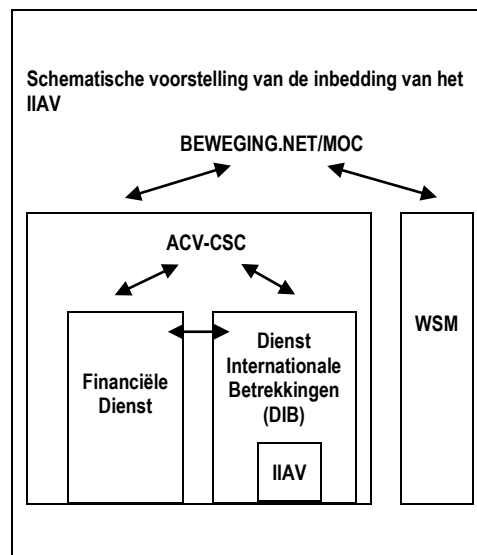 Schematische voorstelling van de inbedding van het
IIAV
BEWEGING.NET/MOC
ACV-CSC
Financiële
Dienst
Dienst
Internationale
Betrekkingen
(DIB)
IIAV
WSM